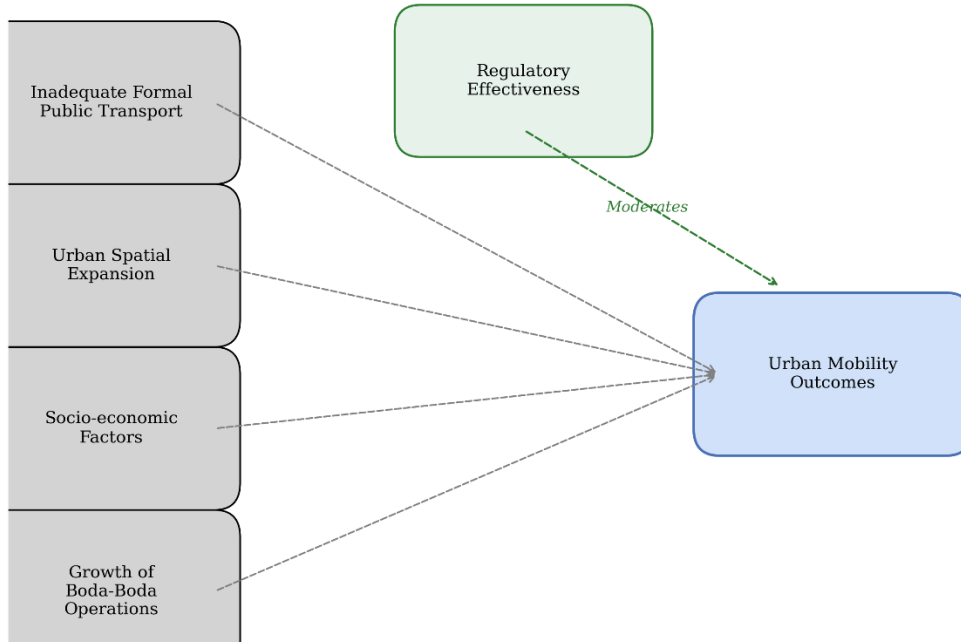 Inadequate Formal
Public Transport
Regulatory
Effectiveness
Moderates
Urban Spatial
Expansion
Urban Mobility
Outcomes
Socio-economic
Factors
Growth of
Boda-Boda
Operations